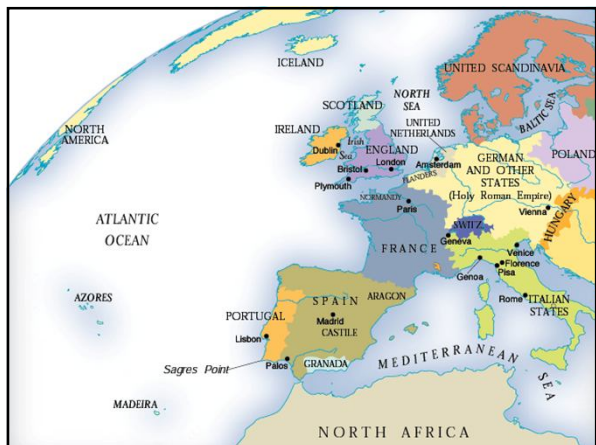 ICELAND
UNITED SCANDINAVIA
NORTH
SEA
BALTIC SEA
SCOTLAND
NORTH
AMERICA
IRELAND
UNITED
NETHERLANDS
Dublin
Irish
Sea
ENGLAND
POLAND
Bristol
London
Amsterdam
GERMAN
AND OTHER
STATES
(Holy Roman Empire)
Plymouth
FLANDERS
NORMANDY
Paris
Vienna
HUNGARY
ATLANTIC
OCEAN
SWITZ
Geneva
FRANCE
Venice
Florence
Pisa
Genoa
AZORES
SPAIN
ARAGON
Rome
ITALIAN
STATES
PORTUGAL
Madrid
CASTILE
Lisbon
Sagres Point
Palos
GRANADA
MEDITERRANEAN
SEA
MADEIRA
NORTH AFRICA